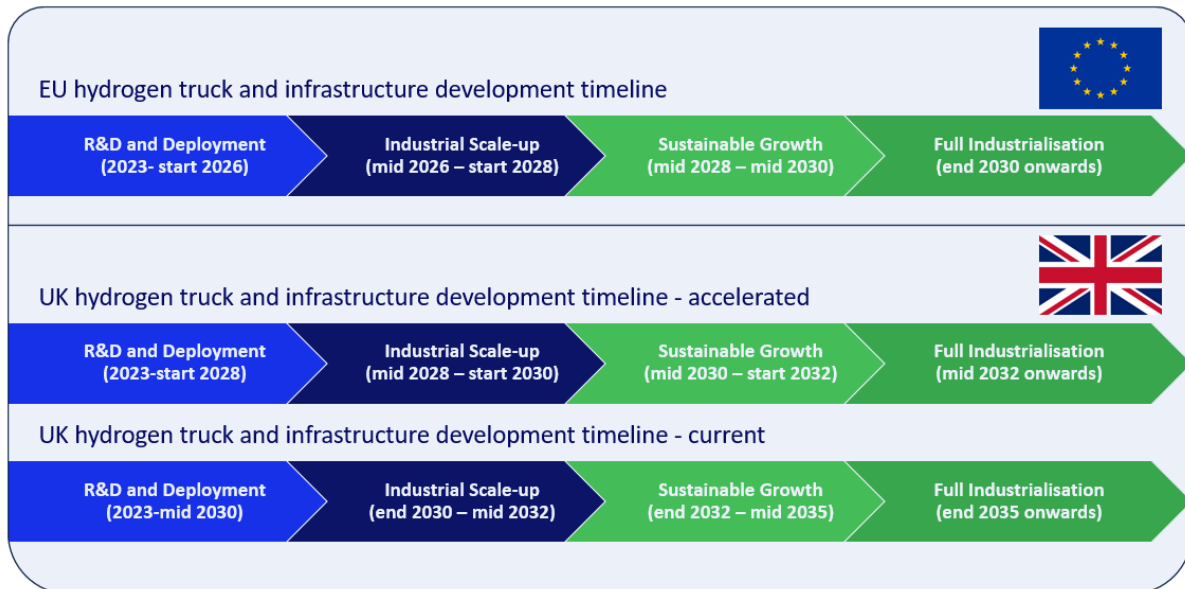 EU hydrogen truck and infrastructure development timeline
R&D and Deployment
(2023- start 2026)
Industrial Scale-up
(mid 2026 – start 2028)
Sustainable Growth
(mid 2028 – mid 2030)
Full Industrialisation
(end 2030 onwards)
UK hydrogen truck and infrastructure development timeline - accelerated
R&D and Deployment
(2023-start 2028)
Industrial Scale-up
(mid 2028 – start 2030)
Sustainable Growth
(mid 2030 – start 2032)
Full Industrialisation
(mid 2032 onwards)
UK hydrogen truck and infrastructure development timeline - current
R&D and Deployment
(2023-mid 2030)
Industrial Scale-up
(end 2030 – mid 2032)
Sustainable Growth
(end 2032 – mid 2035)
Full Industrialisation
(end 2035 onwards)